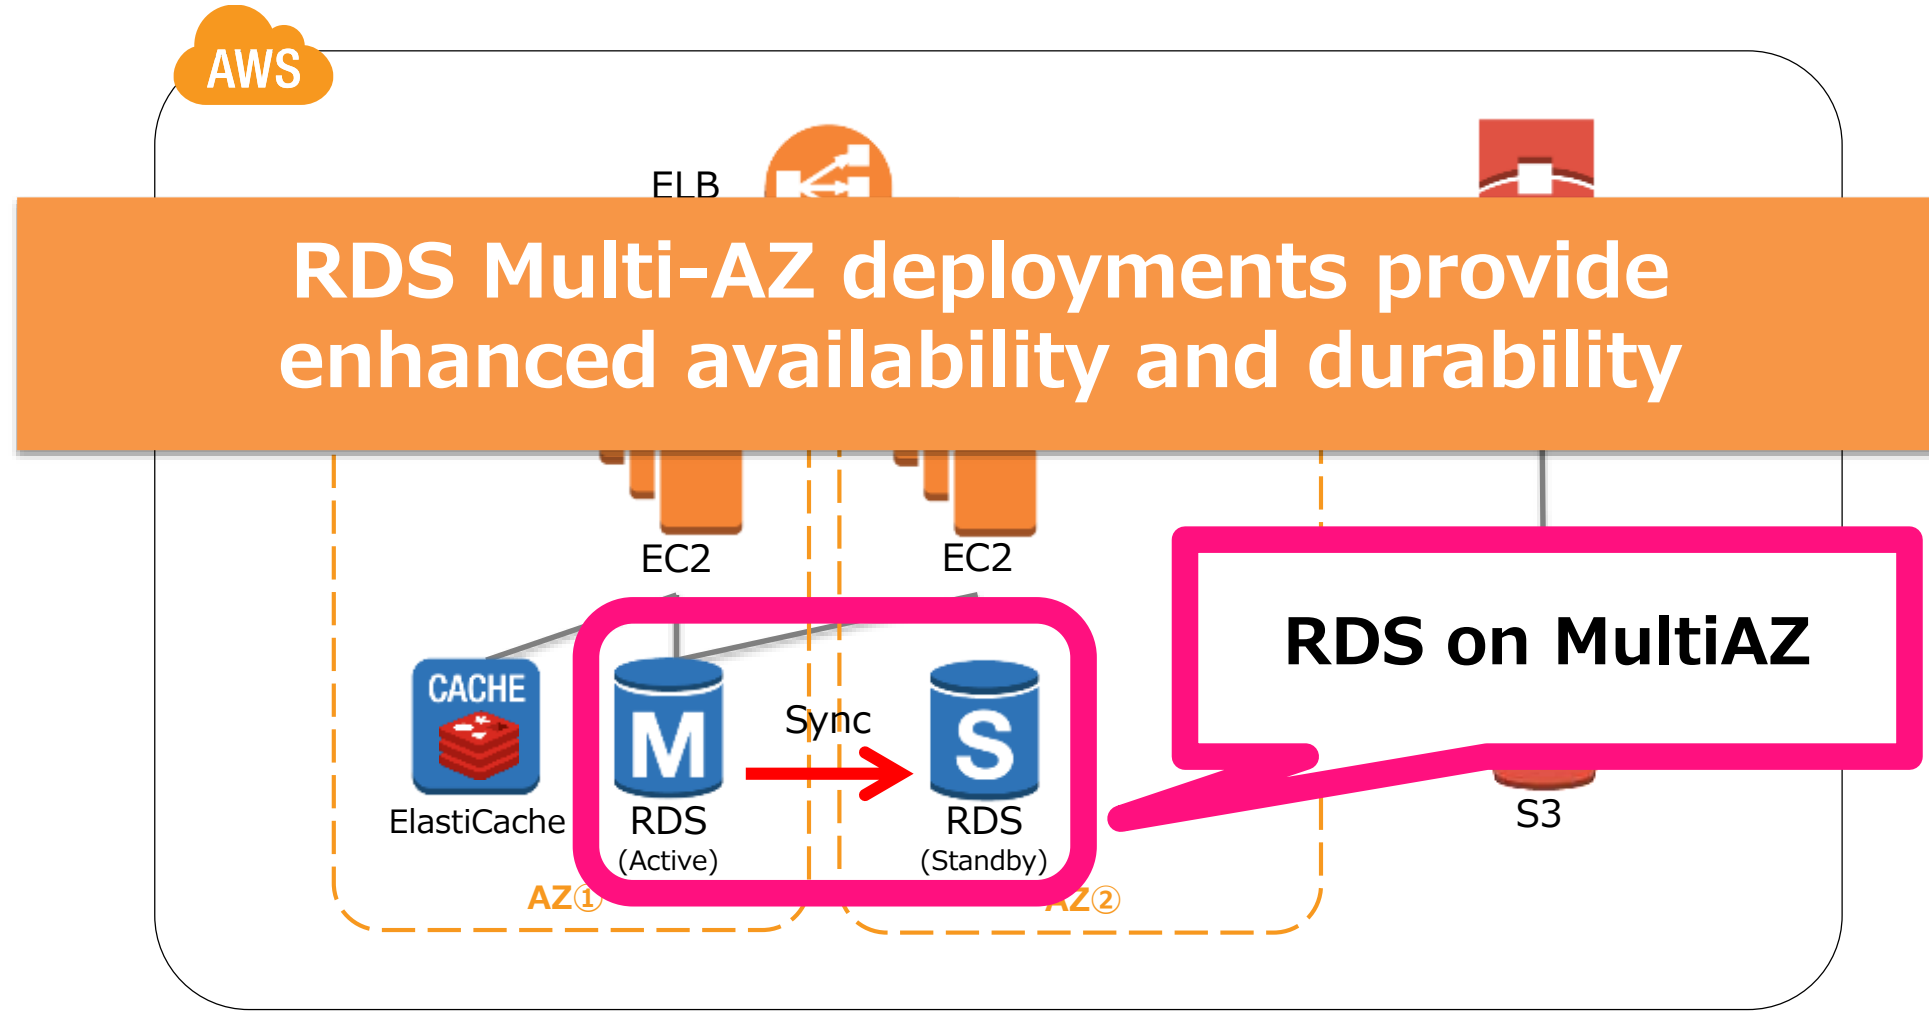 AWS
ELB
RDS Multi-AZ deployments provide
enhanced availability and durability
EC2
EC2
RDS on MultiAZ
CACHE
M
Sync
S
ElastiCache
RDS
(Active)
RDS
(Standby)
S3
AZ①
AZ②